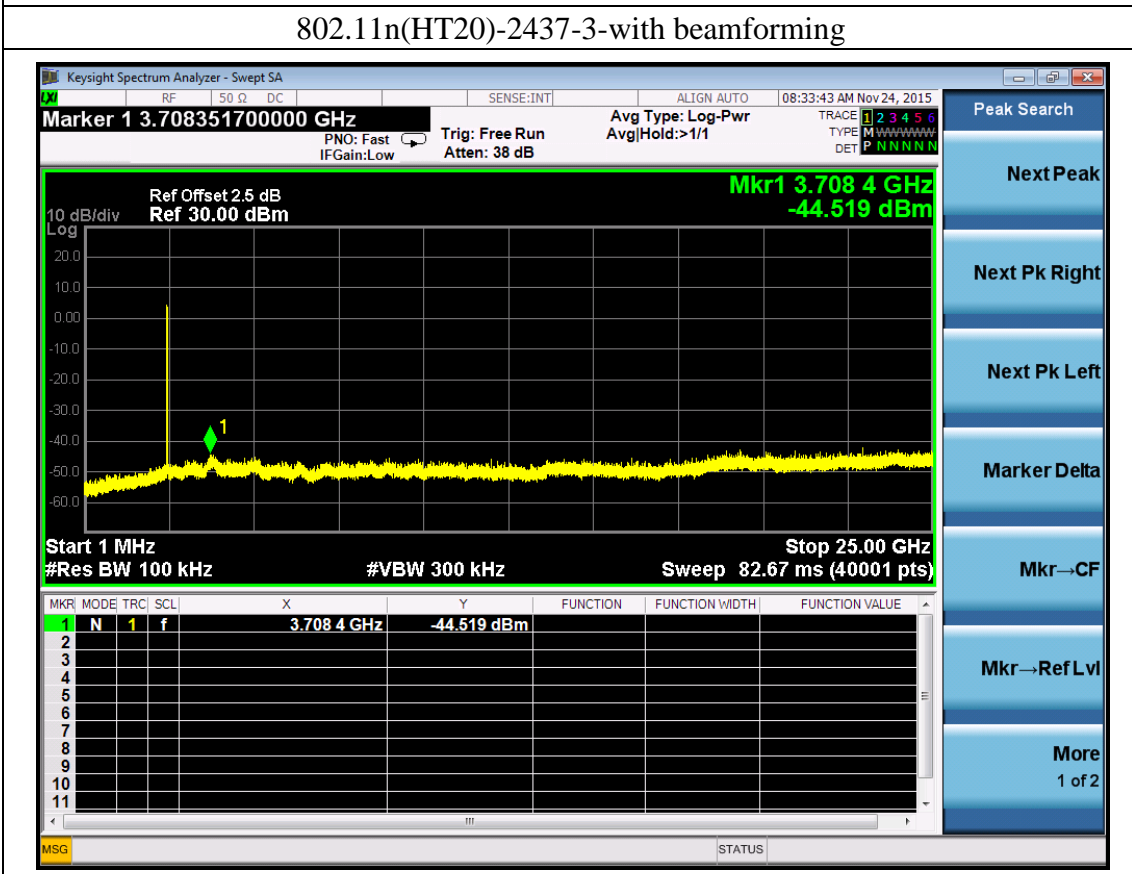 802.11n(HT20)-2437-3-with beamforming
Keysight Spectrum Analyzer - Swept SA
LXI RF 50 Ω DC SENSE:INT ALIGN AUTO 08:33:43 AM Nov 24, 2015
Marker 1 3.708351700000 GHz
PNO: Fast
IFGain:Low
Trig: Free Run
Atten: 38 dB
Avg Type: Log-Pwr
Avg|Hold:>1/1
TRACE 1 2 3 4 5 6
TYPE M WWWWW
DET P N N N N N
Peak Search
Next Peak
Next Pk Right
Next Pk Left
Marker Delta
Mkr→CF
Mkr→Ref Lvl
More
1 of 2
Mkr1 3.708 4 GHz
-44.519 dBm
Ref Offset 2.5 dB
10 dB/div Ref 30.00 dBm
Log
20.0
10.0
0.00
-10.0
-20.0
-30.0
-40.0
-50.0
-60.0
1
Start 1 MHz Stop 25.00 GHz
#Res BW 100 kHz #VBW 300 kHz Sweep 82.67 ms (40001 pts)
MKR MODE TRC SCL X Y FUNCTION FUNCTION WIDTH FUNCTION VALUE
1 N 1 f 3.708 4 GHz -44.519 dBm
2
3
4
5
6
7
8
9
10
11
MSG STATUS